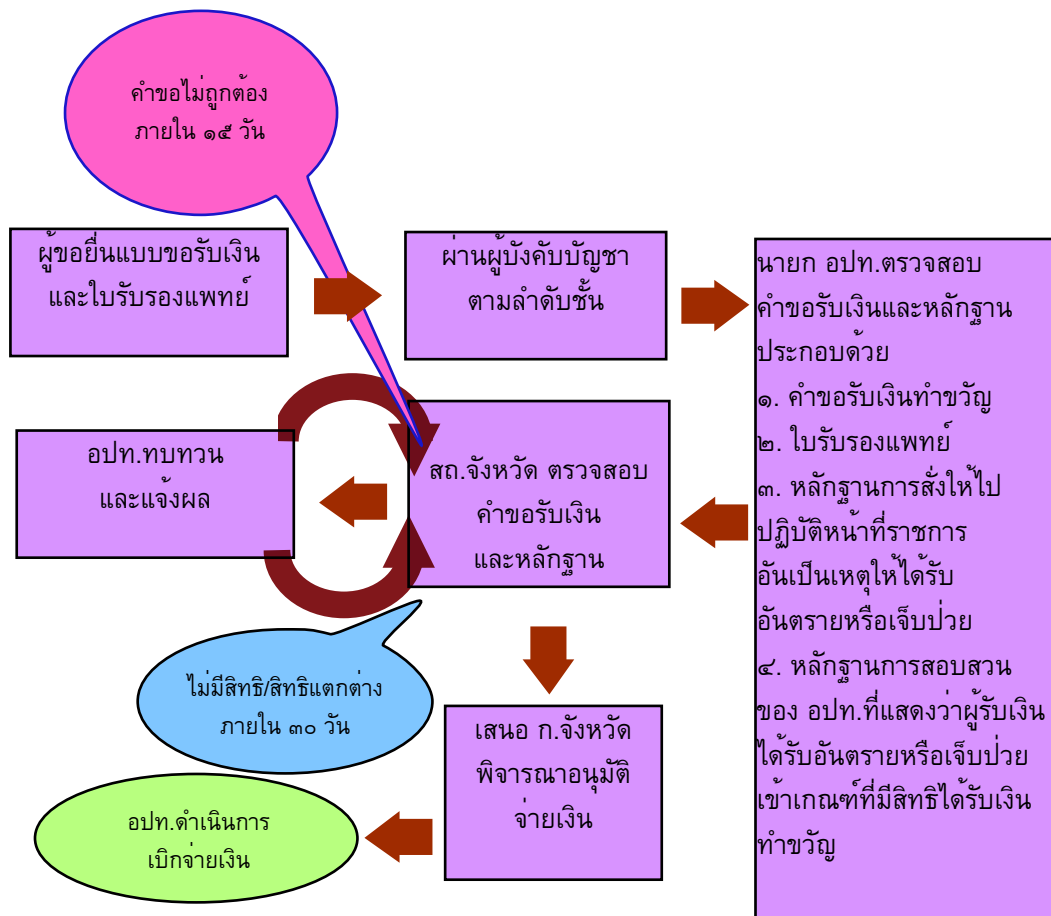 คำขอไม่ถูกต้อง
ภายใน ๑๕ วัน
ผู้ขอยื่นแบบขอรับเงิน
และใบรับรองแพทย์
ผ่านผู้บังคับบัญชา
ตามลำดับชั้น
นายก อปท.ตรวจสอบ
คำขอรับเงินและหลักฐาน
ประกอบด้วย
๑. คำขอรับเงินทำขวัญ
๒. ใบรับรองแพทย์
๓. หลักฐานการสั่งให้ไป
ปฏิบัติหน้าที่ราชการ
อันเป็นเหตุให้ได้รับ
อันตรายหรือเจ็บป่วย
๔. หลักฐานการสอบสวน
ของ อปท.ที่แสดงว่าผู้รับเงิน
ได้รับอันตรายหรือเจ็บป่วย
เข้าเกณฑ์ที่มีสิทธิได้รับเงิน
ทำขวัญ
สถ.จังหวัด ตรวจสอบ
คำขอรับเงิน
และหลักฐาน
อปท.ทบทวน
และแจ้งผล
ไม่มีสิทธิ/สิทธิแตกต่าง
ภายใน ๓๐ วัน
เสนอ ก.จังหวัด
พิจารณาอนุมัติ
จ่ายเงิน
อปท.ดำเนินการ
เบิกจ่ายเงิน